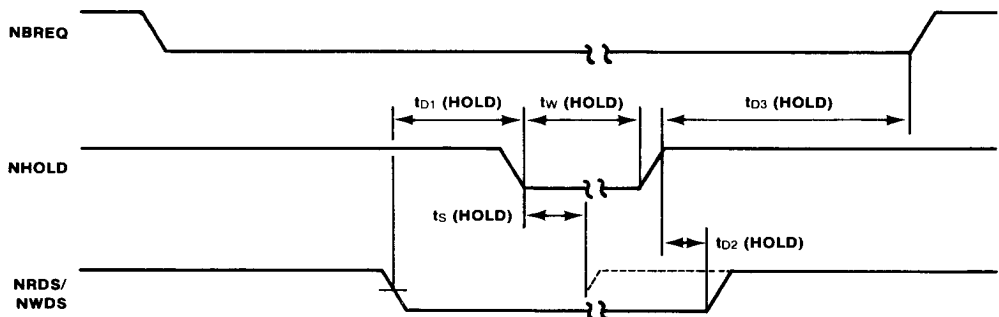 NBREQ
tD1 (HOLD)
tW (HOLD)
tD3 (HOLD)
NHOLD
tS (HOLD)
tD2 (HOLD)
NRDS/
NWDS